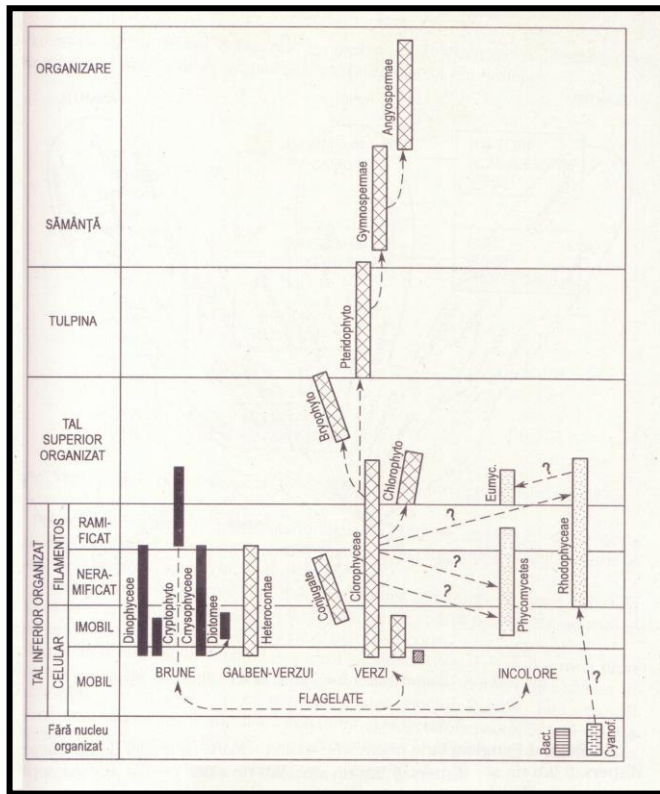 ORGANIZARE
Angyospermae
SĂMÂNȚĂ
Gymnospermae
TULPINA
Pteridophyto
TAL
SUPERIOR
ORGANIZAT
Bryophyto
Chlorophyto
Eumyc.
?
TAL INFERIOR ORGANIZAT
FILAMENTOS
RAMI-
FICAT
?
NERA-
MIFICAT
Dinophyceoe
Cryptophyto
Crrysophyceoe
Diotomee
Heterocontae
Conjugate
Clorophyceae
?
?
Phycomycetes
Rhodophyceae
CELULAR
IMOBIL
MOBIL
BRUNE
GALBEN-VERZUI
VERZI
INCOLORE
FLAGELATE
?
Fără nucleu
organizat
Bact.
Cyanof.